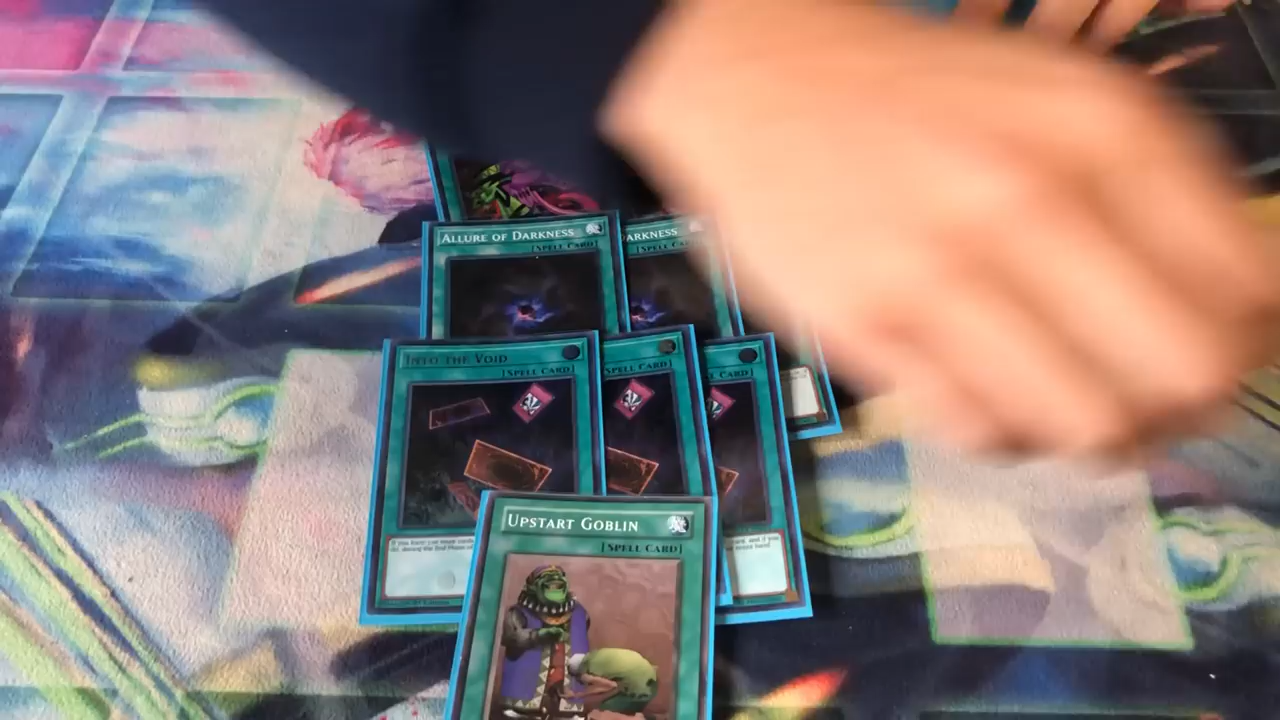 ALLURE OF DARKNESS
[SPELL CARD]
DARKNESS
[SPELL CARD]
INTO THE VOID
[SPELL CARD]
SPELL CARD]
CARD]
UPSTART GOBLIN
[SPELL CARD]